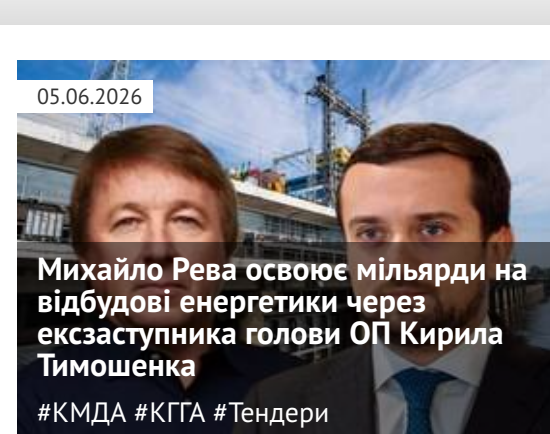 05.06.2026
Михайло Рева освоює мільярди на
відбудові енергетики через
ексзаступника голови ОП Кирила
Тимошенка
#КМДА #КГГА #Тендери